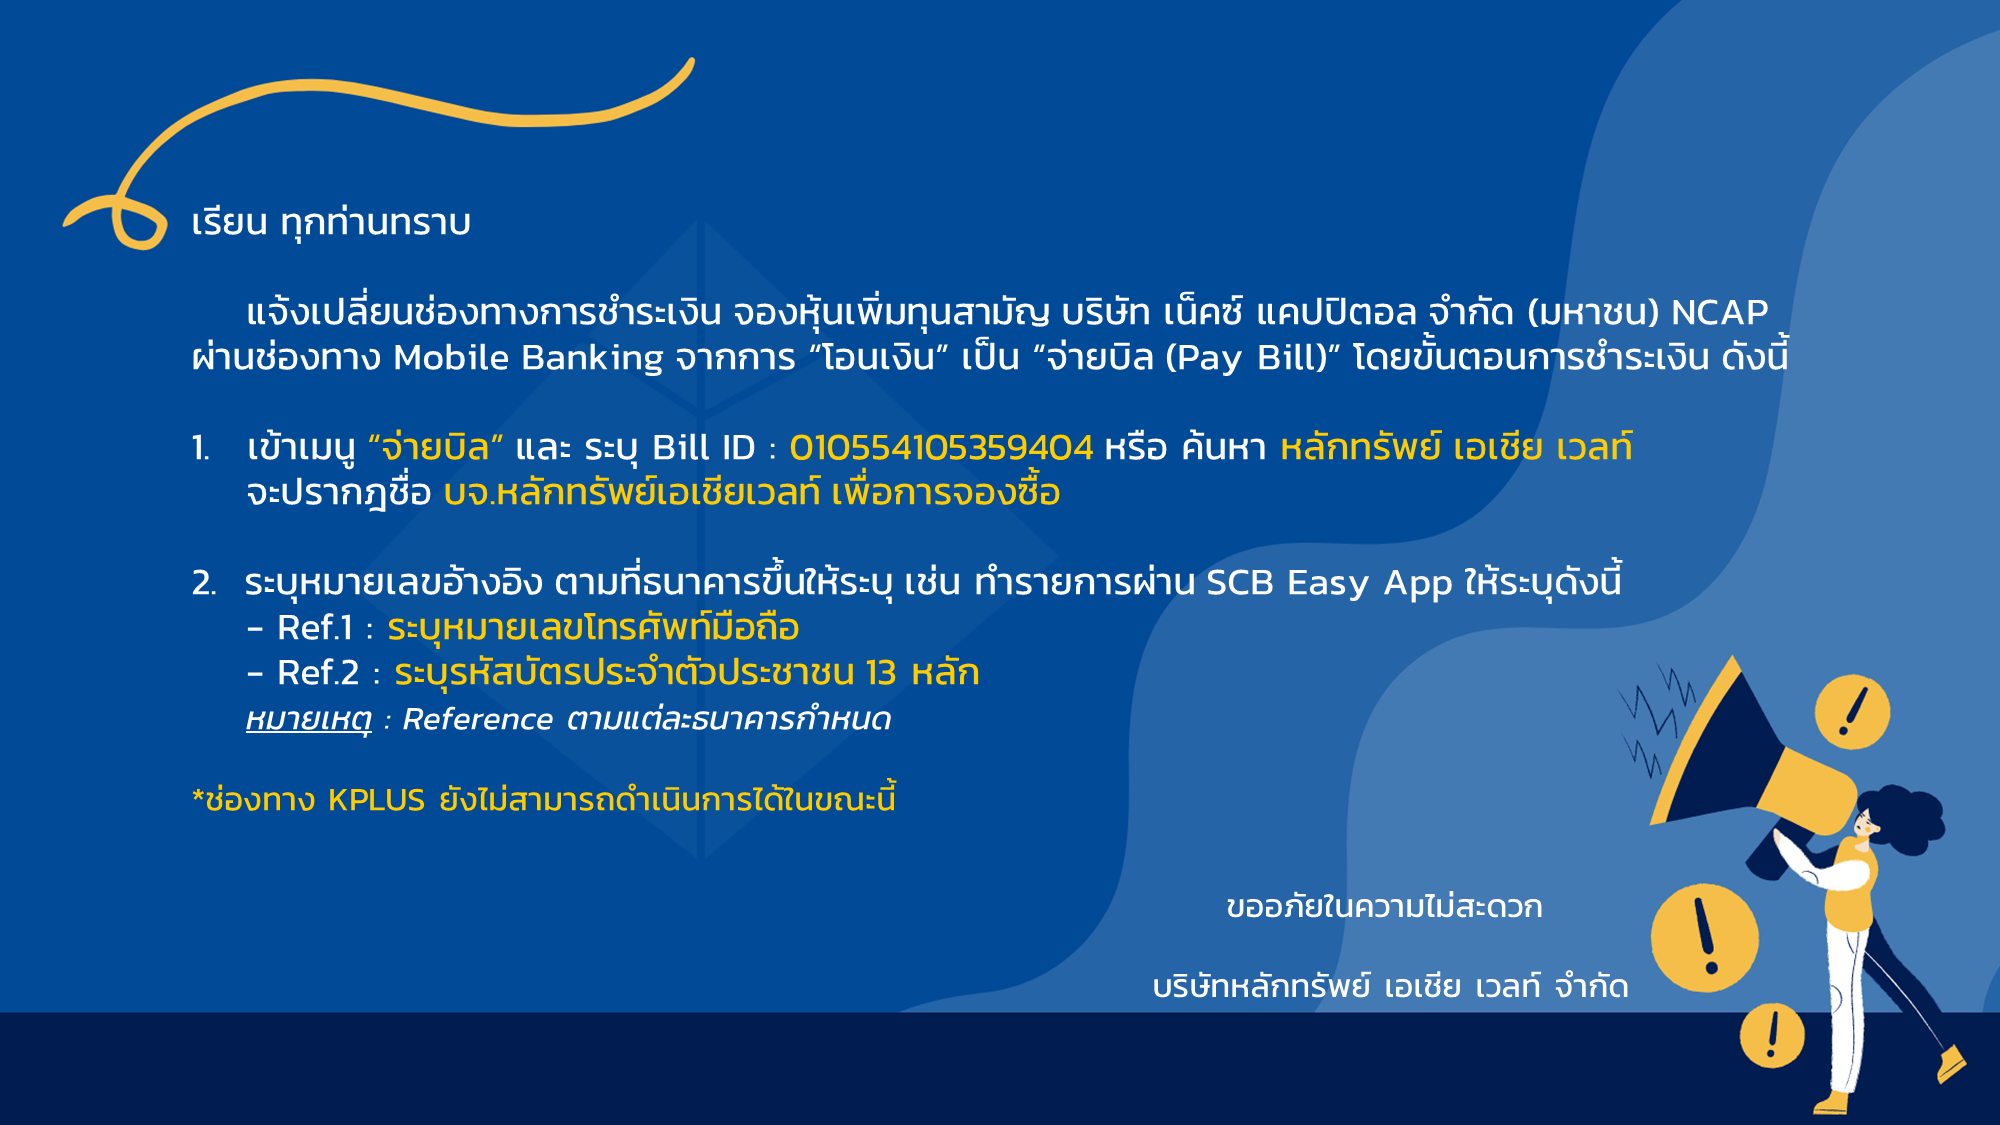 เรียน ทุกท่านทราบ
แจ้งเปลี่ยนช่องทางการชำระเงิน จองหุ้นเพิ่มทุนสามัญ บริษัท เน็คซ์ แคปปิตอล จำกัด (มหาชน) NCAP
ผ่านช่องทาง Mobile Banking จากการ “โอนเงิน” เป็น “จ่ายบิล (Pay Bill)” โดยขั้นตอนการชำระเงิน ดังนี้
1. เข้าเมนู “จ่ายบิล” และ ระบุ Bill ID : 010554105359404 หรือ ค้นหา หลักทรัพย์ เอเชีย เวลท์
จะปรากฎชื่อ บจ.หลักทรัพย์เอเชียเวลท์ เพื่อการจองซื้อ
2. ระบุหมายเลขอ้างอิง ตามที่ธนาคารขึ้นให้ระบุ เช่น ทำรายการผ่าน SCB Easy App ให้ระบุดังนี้
- Ref.1 : ระบุหมายเลขโทรศัพท์มือถือ
- Ref.2 : ระบุรหัสบัตรประจำตัวประชาชน 13 หลัก
หมายเหตุ : Reference ตามแต่ละธนาคารกำหนด
*ช่องทาง KPLUS ยังไม่สามารถดำเนินการได้ในขณะนี้
ขออภัยในความไม่สะดวก
บริษัทหลักทรัพย์ เอเชีย เวลท์ จำกัด